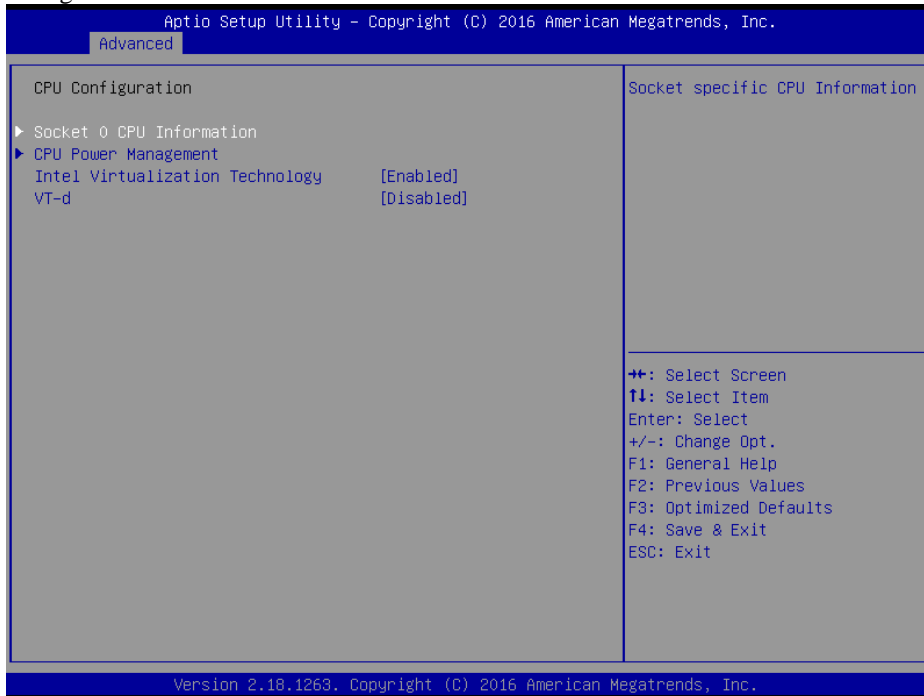 Aptio Setup Utility – Copyright (C) 2016 American Megatrends, Inc.
Advanced
CPU Configuration
Socket 0 CPU Information
CPU Power Management
Intel Virtualization Technology [Enabled]
VT-d [Disabled]
Socket specific CPU Information
→←: Select Screen
↑↓: Select Item
Enter: Select
+/-: Change Opt.
F1: General Help
F2: Previous Values
F3: Optimized Defaults
F4: Save & Exit
ESC: Exit
Version 2.18.1263. Copyright (C) 2016 American Megatrends, Inc.